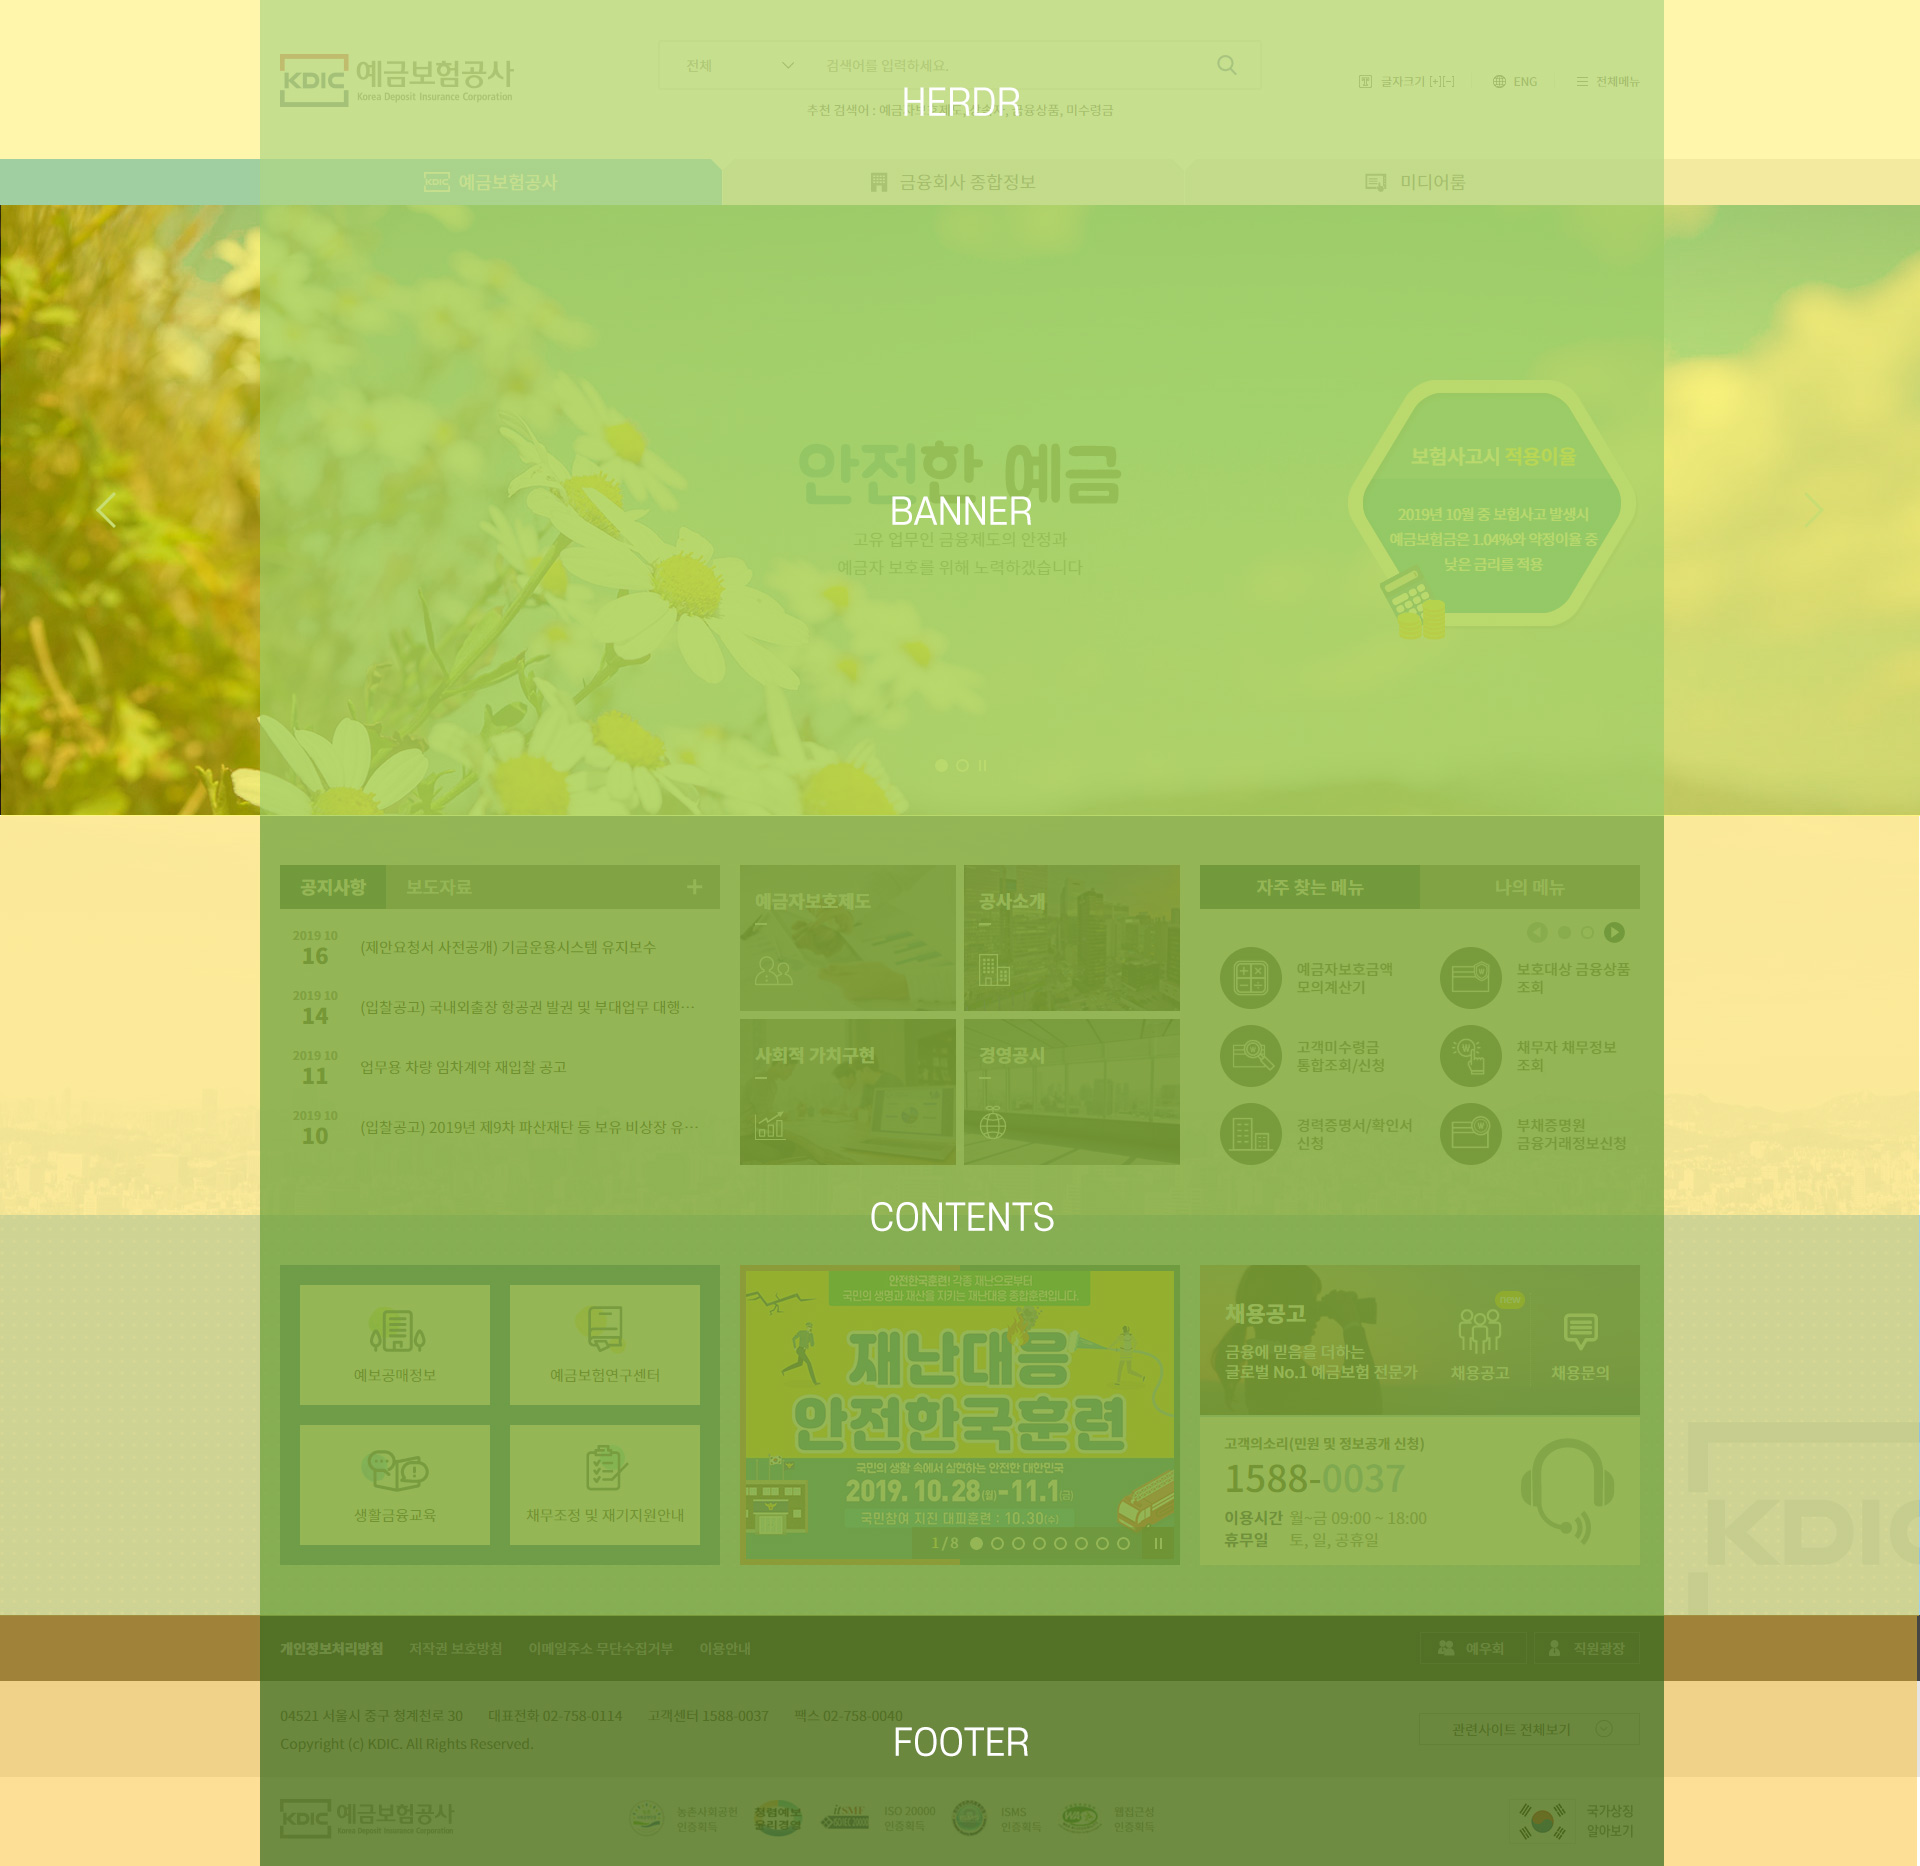 KDIC 예금보험공사
Korea Deposit Insurance Corporation
전체
검색어를 입력하세요.
글자크기 [+][-]
ENG
전체메뉴
HERDR
추천 검색어 : 금융상품, 미수령금
KDIC 예금보험공사
금융회사 종합정보
미디어룸
안전한 예금
BANNER
고유 업무인 금융제도의 안정과
예금자 보호를 위해 노력하겠습니다
보험사고시 적용이율
2019년 10월 중 보험사고 발생시
예금보험금은 1.04%와 약정이율 중
낮은 금리를 적용
공지사항
보도자료
2019 10
16
(제안요청서 사전공개) 기금운용시스템 유지보수
2019 10
14
(입찰공고) 국내외출장 항공권 발권 및 부대업무 대행…
2019 10
11
업무용 차량 임차계약 재입찰 공고
2019 10
10
(입찰공고) 2019년 제9차 파산재단 등 보유 비상장 유…
예금자보호제도
공사소개
사회적 가치구현
경영공시
자주 찾는 메뉴
나의 메뉴
예금자보호금액
모의계산기
보호대상 금융상품
조회
고객미수령금
통합조회/신청
채무자 채무정보
조회
경력증명서/확인서
신청
부채증명원
금융거래정보신청
CONTENTS
예보공매정보
예금보험연구센터
생활금융교육
채무조정 및 재기지원안내
안전한국훈련! 각종 재난으로부터
국민의 생명과 재산을 지키는 재난대응 종합훈련입니다.
재난대응
안전한국훈련
국민의 생활 속에서 실현하는 안전한 대한민국
2019. 10. 28(월)-11.1(금)
국민참여 지진 대피훈련 : 10.30(수)
1/8
채용공고
금융에 믿음을 더하는
글로벌 No.1 예금보험 전문가
new
채용공고
채용문의
고객의소리(민원 및 정보공개 신청)
1588-0037
이용시간 월~금 09:00 ~ 18:00
휴무일 토, 일, 공휴일
KDIC
개인정보처리방침
저작권 보호방침
이메일주소 무단수집거부
이용안내
예우회
직원광장
04521 서울시 중구 청계천로 30 대표전화 02-758-0114 고객센터 1588-0037 팩스 02-758-0040
Copyright (c) KDIC. All Rights Reserved.
관련사이트 전체보기
FOOTER
KDIC 예금보험공사
Korea Deposit Insurance Corporation
농촌사회공헌
인증획득
청렴예보
윤리경영
itSMF
ISO 20000
인증획득
ISMS
인증획득
웹접근성
인증획득
국가상징
알아보기